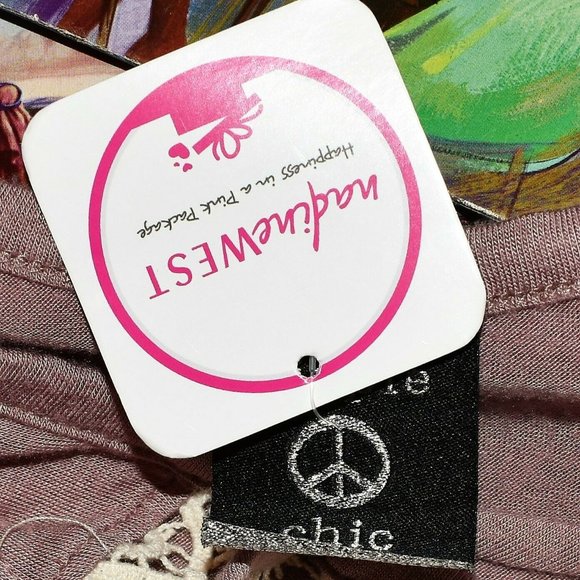 nadineWEST
Happiness in a Pink Package
chic